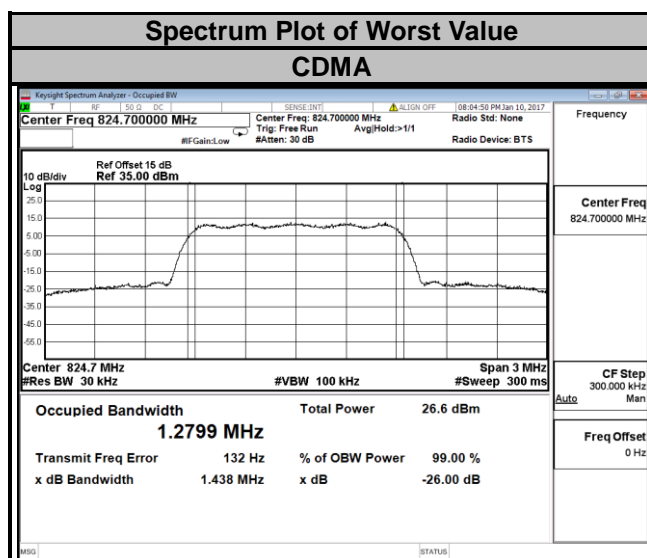 Spectrum Plot of Worst Value
CDMA
Keysight Spectrum Analyzer - Occupied BW
T RF 50 Ω DC SENSE:INT ALIGN OFF 08:04:50 PM Jan 10, 2017
Center Freq 824.700000 MHz Center Freq: 824.700000 MHz Radio Std: None
Trig: Free Run Avg|Hold:>1/1
#IFGain:Low #Atten: 30 dB Radio Device: BTS
Frequency
Ref Offset 15 dB
10 dB/div Ref 35.00 dBm
Log
25.0
15.0
5.00
-5.00
-15.0
-25.0
-35.0
-45.0
-55.0
Center 824.7 MHz Span 3 MHz
#Res BW 30 kHz #VBW 100 kHz #Sweep 300 ms
Center Freq
824.700000 MHz
CF Step
300.000 kHz
Auto Man
Freq Offset
0 Hz
Occupied Bandwidth Total Power 26.6 dBm
1.2799 MHz
Transmit Freq Error 132 Hz % of OBW Power 99.00 %
x dB Bandwidth 1.438 MHz x dB -26.00 dB
MSG STATUS